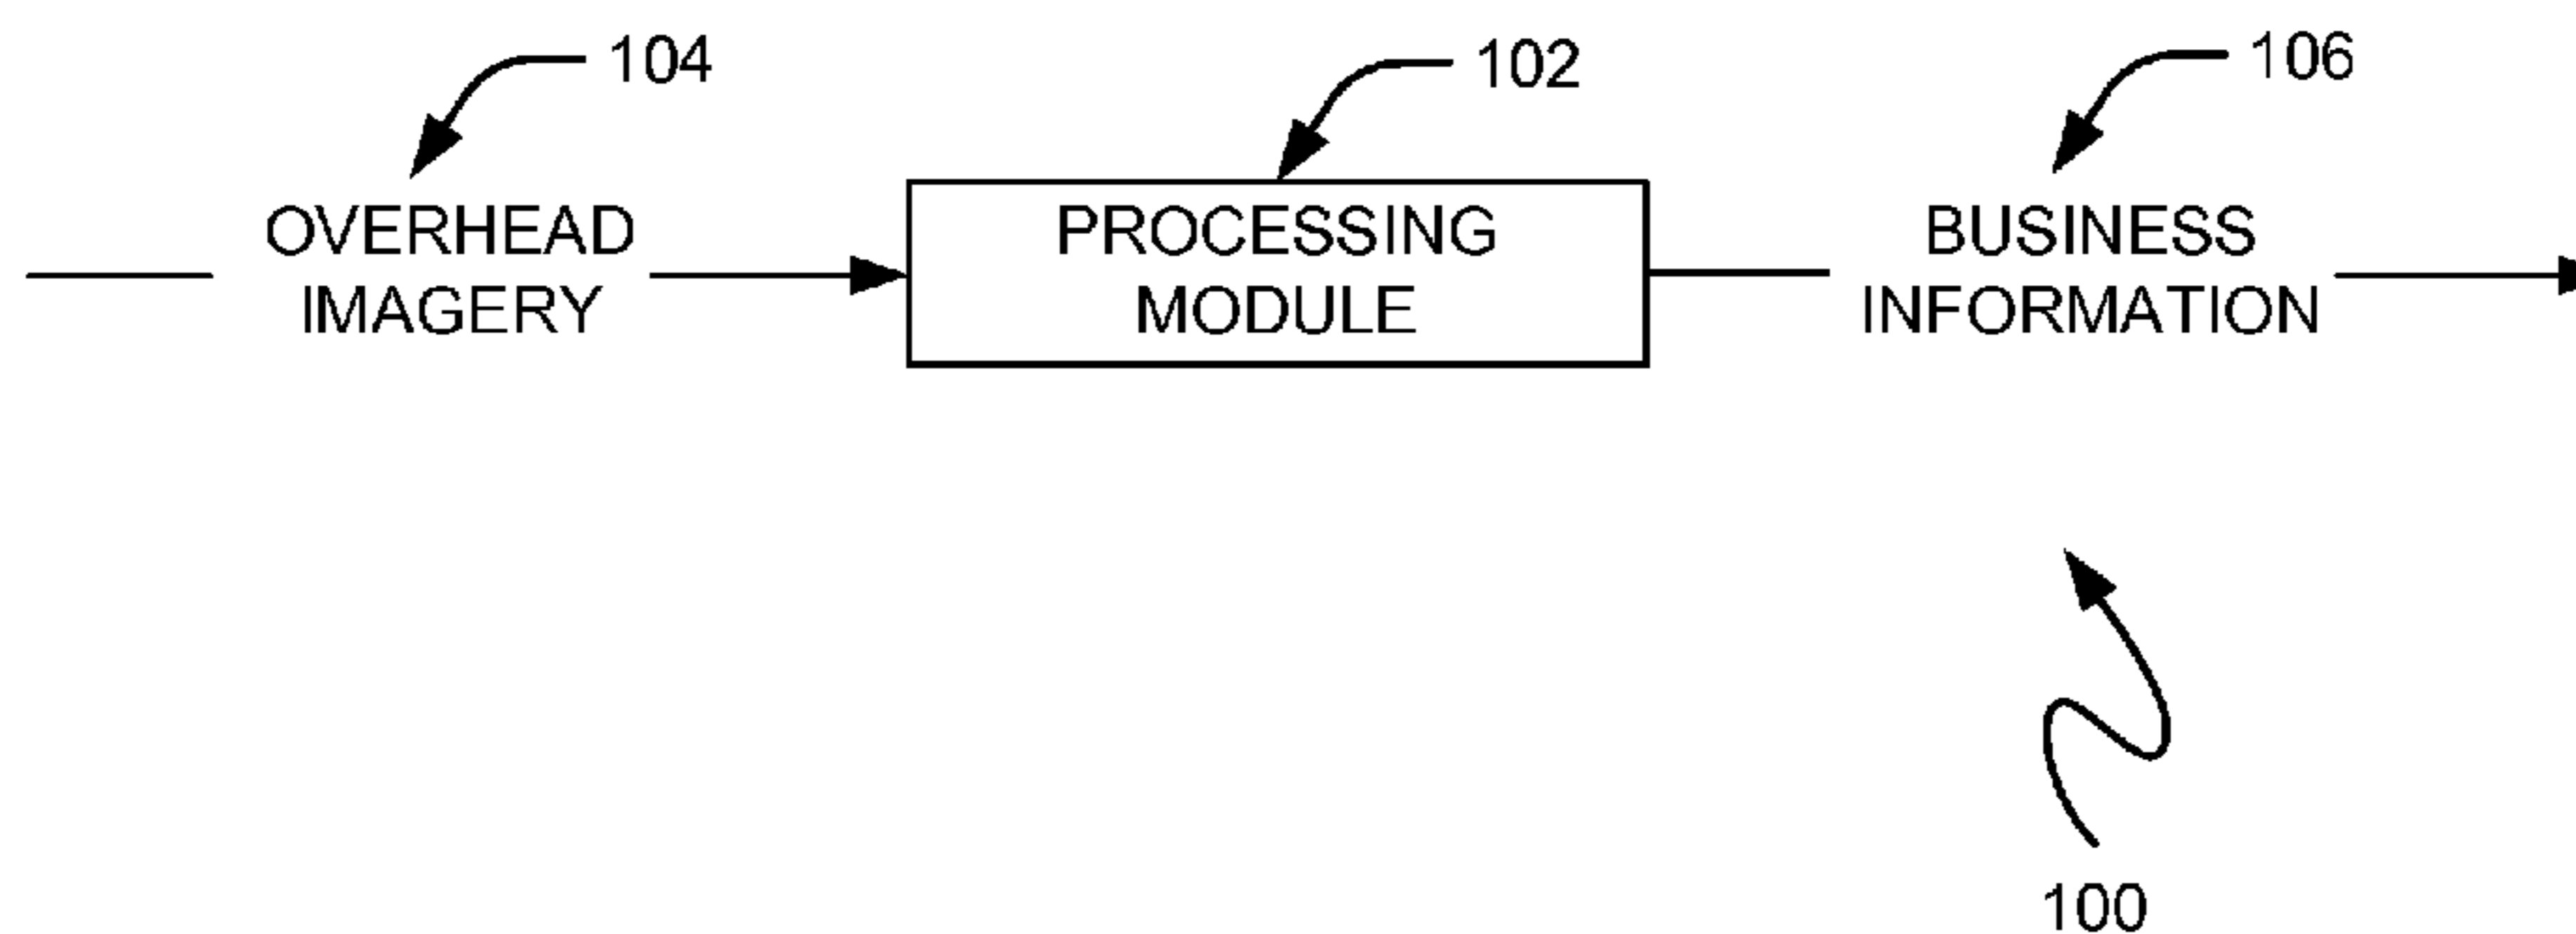 104
102
106
OVERHEAD
IMAGERY
PROCESSING
MODULE
BUSINESS
INFORMATION
100